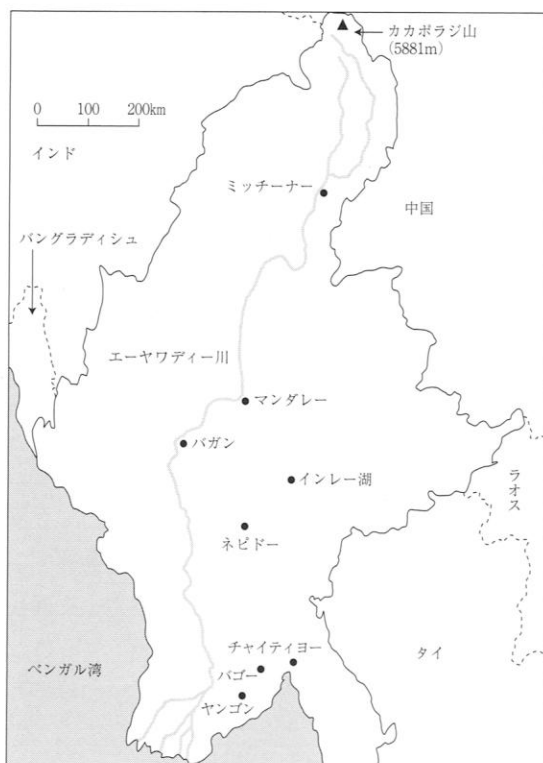 カカボラジ山
(5881m)
0 100 200km
インド
ミッチーナー
中国
バングラディシュ
エーヤワディー川
マンダレー
バガン
インレー湖
ラオス
ネピドー
チャイティヨー
タイ
ベンガル湾
バゴー
ヤンゴン